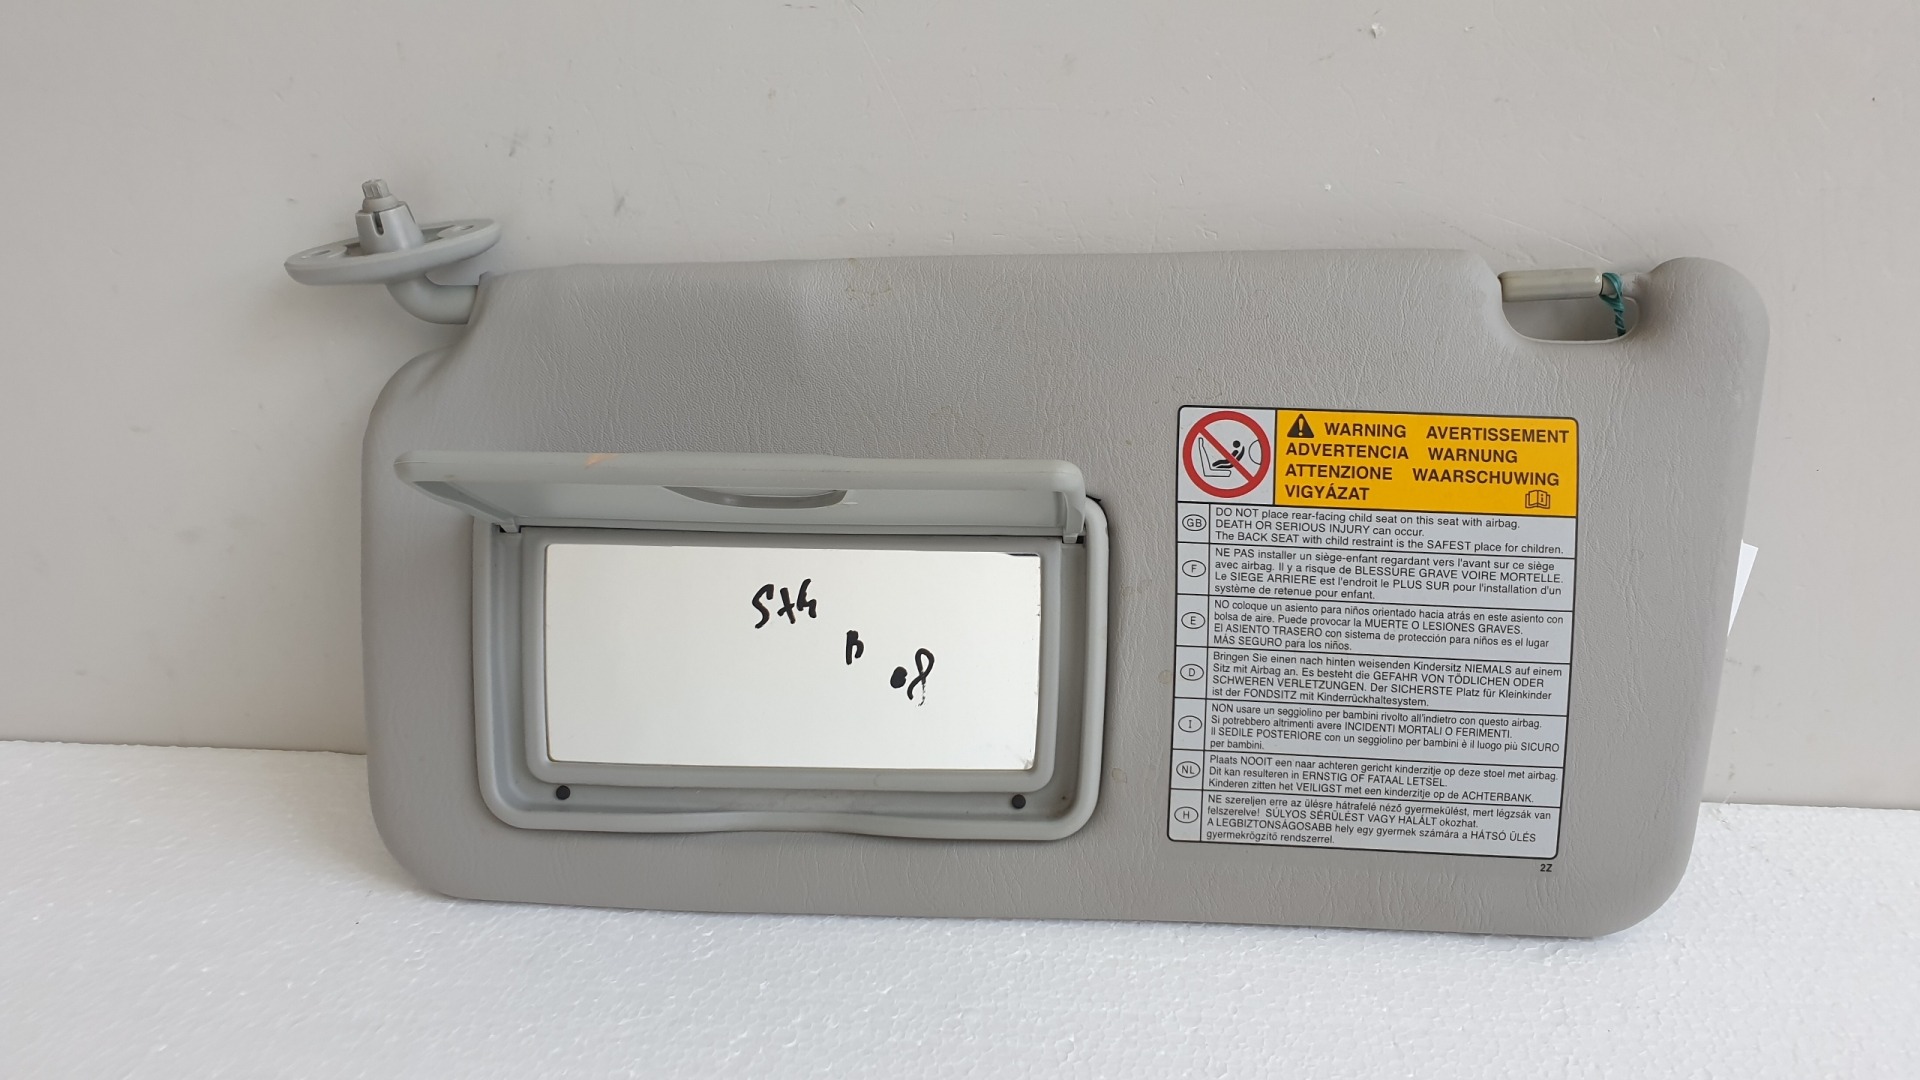 WARNING AVERTISSEMENT
ADVERTENCIA WARNUNG
ATTENZIONE WAARSCHUWING
VIGYÁZAT
GB
DO NOT place rear-facing child seat on this seat with airbag.
DEATH OR SERIOUS INJURY can occur.
The BACK SEAT with child restraint is the SAFEST place for children.
F
NE PAS installer un siège-enfant regardant vers l'avant sur ce siège
avec airbag. Il y a risque de BLESSURE GRAVE VOIRE MORTELLE.
Le SIEGE ARRIERE est l'endroit le PLUS SUR pour l'installation d'un
système de retenue pour enfant.
E
NO coloque un asiento para niños orientado hacia atrás en este asiento con
bolsa de aire. Puede provocar la MUERTE O LESIONES GRAVES.
El ASIENTO TRASERO con sistema de protección para niños es el lugar
MÁS SEGURO para los niños.
D
Bringen Sie einen nach hinten weisenden Kindersitz NIEMALS auf einem
Sitz mit Airbag an. Es besteht die GEFAHR VON TÖDLICHEN ODER
SCHWEREN VERLETZUNGEN. Der SICHERSTE Platz für Kleinkinder
ist der FONDSITZ mit Kinderrückhaltesystem.
I
NON usare un seggiolino per bambini rivolto all'indietro con questo airbag.
Si potrebbero altrimenti avere INCIDENTI MORTALI O FERIMENTI.
Il SEDILE POSTERIORE con un seggiolino per bambini è il luogo più SICURO
per bambini.
NL
Plaats NOOIT een naar achteren gericht kinderzitje op deze stoel met airbag.
Dit kan resulteren in ERNSTIG OF FATAAL LETSEL.
Kinderen zitten het VEILIGST met een kinderzitje op de ACHTERBANK.
H
NE szereljen erre az ülésre hátrafelé néző gyermekülést, mert légzsák van
felszerelve! SÚLYOS SÉRÜLÉST VAGY HALÁLT okozhat.
A LEGBIZTONSÁGOSABB hely egy gyermek számára a HÁTSÓ ÜLÉS
gyermekrögzítő rendszerrel.
2Z